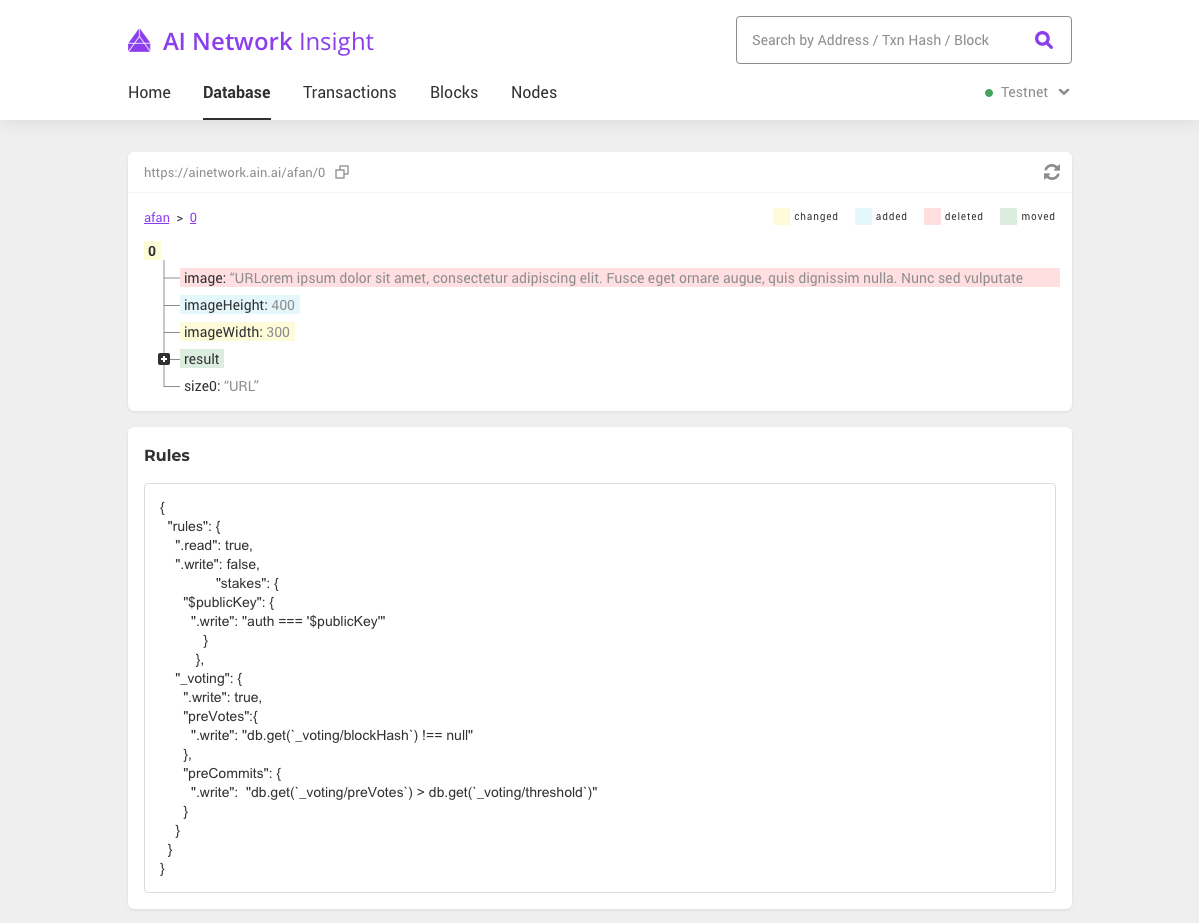 AI Network Insight
Search by Address / Txn Hash / Block
Home Database Transactions Blocks Nodes
Testnet
https://ainetwork.ain.ai/afan/0
afan > 0
changed added deleted moved
0
image: “URLorem ipsum dolor sit amet, consectetur adipiscing elit. Fusce eget ornare augue, quis dignissim nulla. Nunc sed vulputate
imageHeight: 400
imageWidth: 300
result
size0: “URL”
Rules
{
"rules": {
".read": true,
".write": false,
"stakes": {
"$publicKey": {
".write": "auth === '$publicKey'"
}
},
"_voting": {
".write": true,
"preVotes":{
".write": "db.get(`_voting/blockHash`) !== null"
},
"preCommits": {
".write":  "db.get(`_voting/preVotes`) > db.get(`_voting/threshold`)"
}
}
}
}